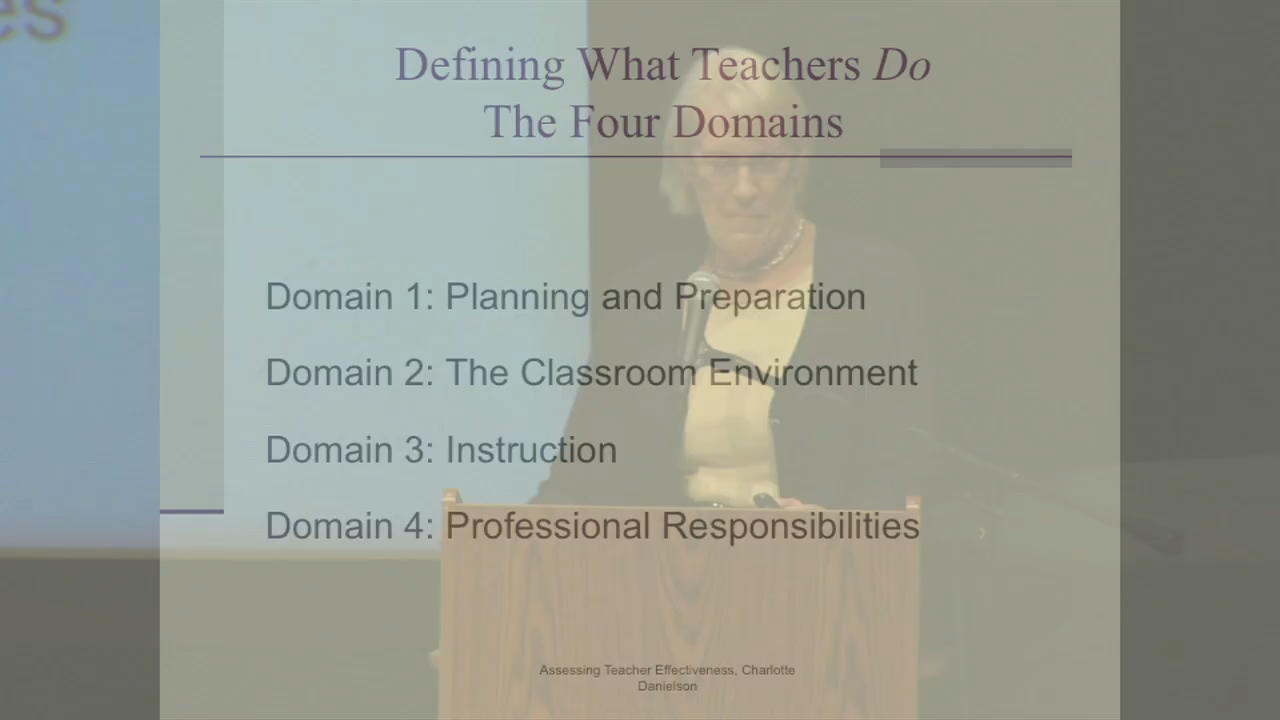 es
Defining What Teachers Do
The Four Domains
Domain 1: Planning and Preparation
Domain 2: The Classroom Environment
Domain 3: Instruction
Domain 4: Professional Responsibilities
Assessing Teacher Effectiveness, Charlotte
Danielson